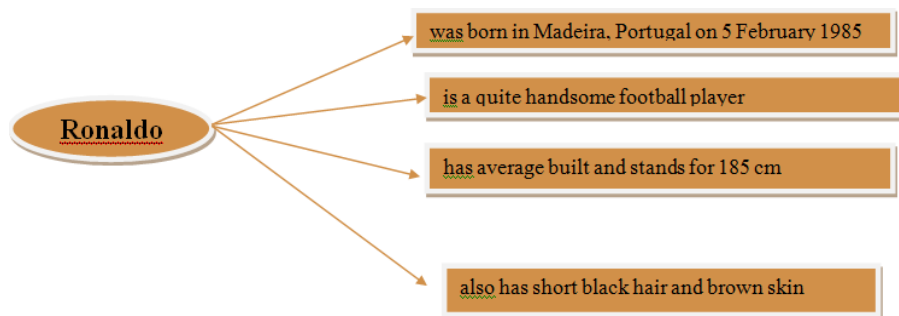 was born in Madeira, Portugal on 5 February 1985
is a quite handsome football player
Ronaldo
has average built and stands for 185 cm
also has short black hair and brown skin